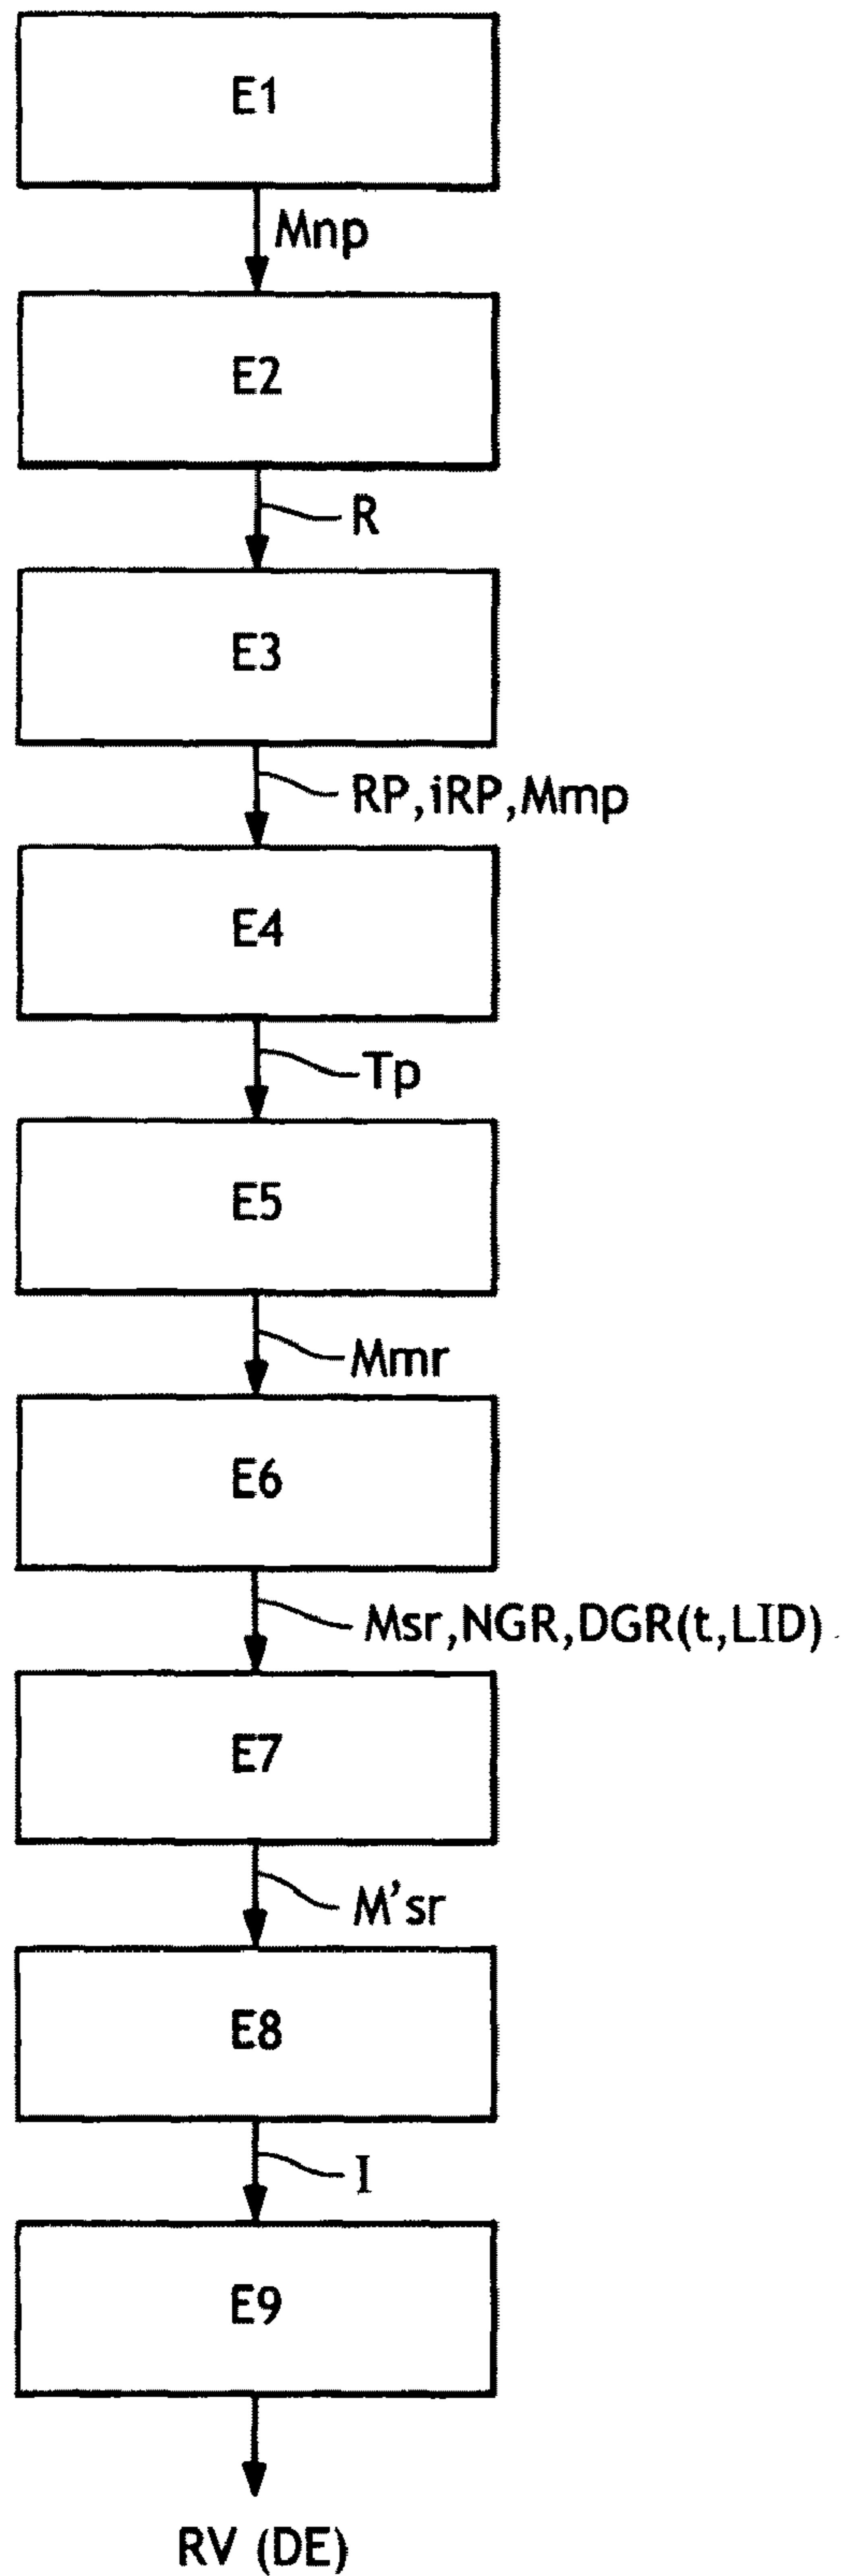 E1
Mnp
E2
R
E3
RP,iRP,Mmp
E4
Tp
E5
Mmr
E6
Msr,NGR,DGR(t,LID)
E7
M'sr
E8
I
E9
RV (DE)